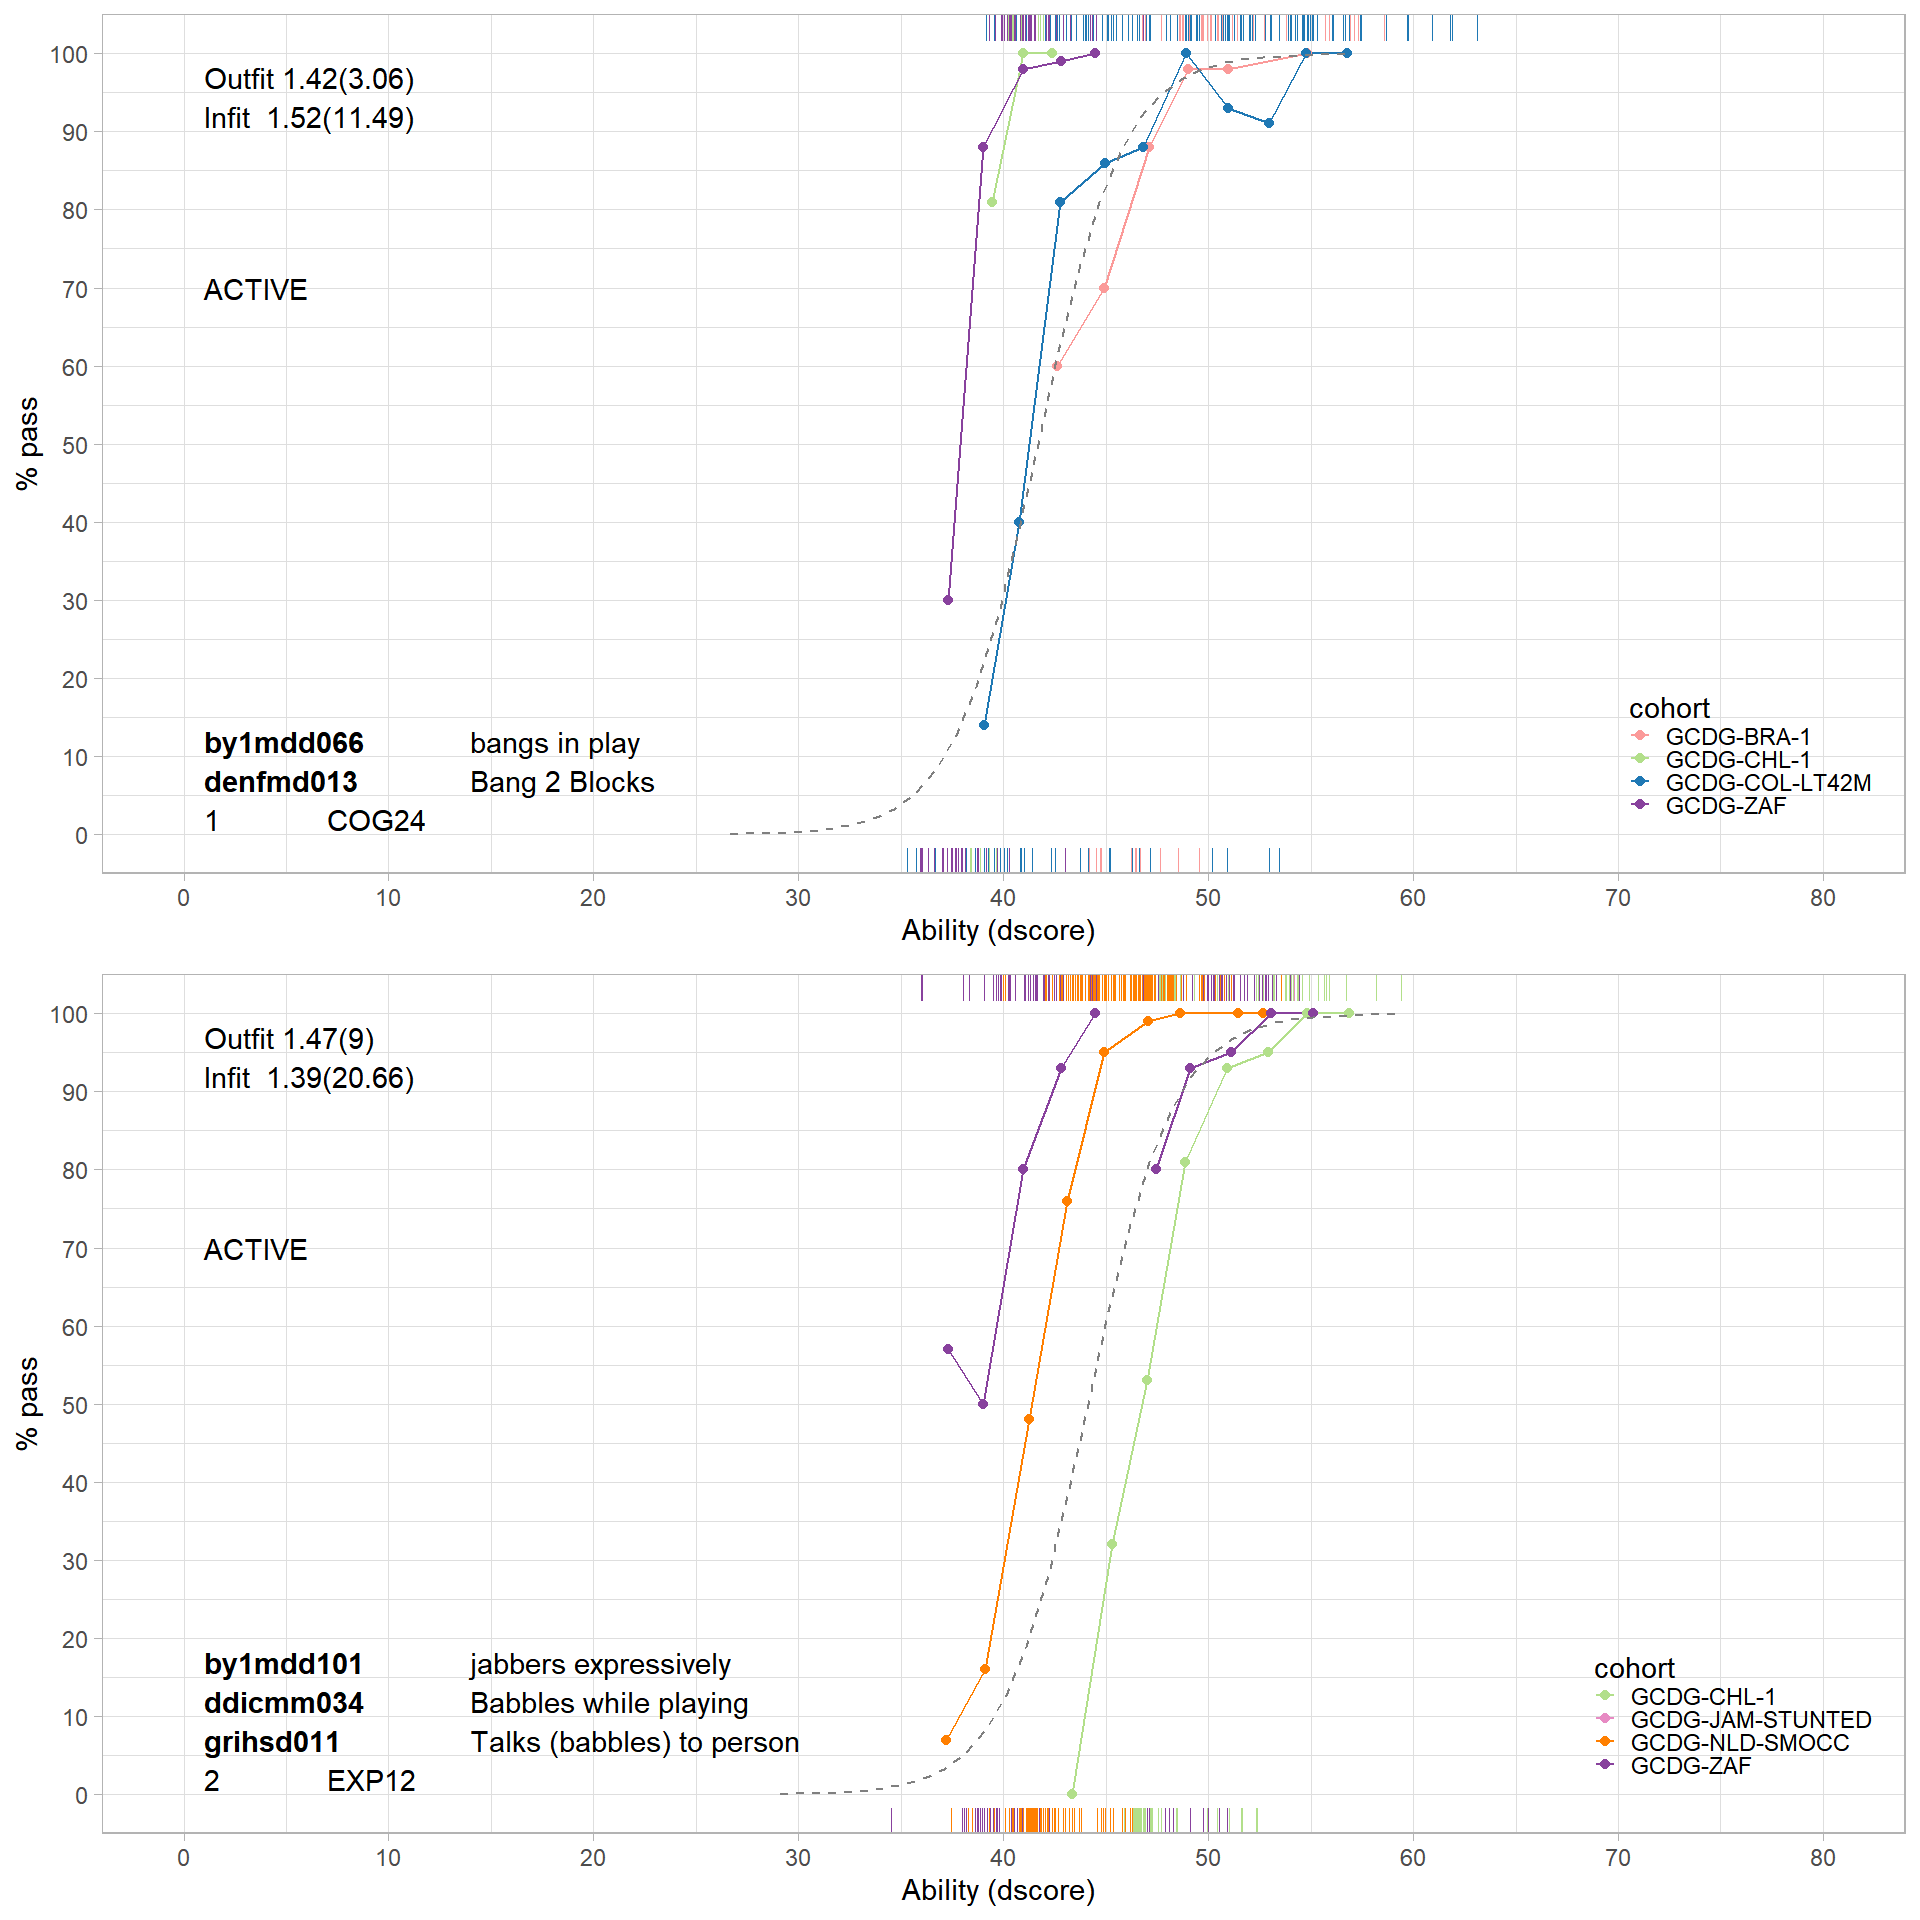 100
90
80
70
60
50
40
30
20
10
0
% pass
Outfit 1.42(3.06)
Infit 1.52(11.49)
ACTIVE
by1mdd066 bangs in play
denfmd013 Bang 2 Blocks
1 COG24
cohort
GCDG-BRA-1
GCDG-CHL-1
GCDG-COL-LT42M
GCDG-ZAF
0 10 20 30 40 50 60 70 80
Ability (dscore)
100
90
80
70
60
50
40
30
20
10
0
% pass
Outfit 1.47(9)
Infit 1.39(20.66)
ACTIVE
by1mdd101 jabbers expressively
ddicmm034 Babbles while playing
grihsd011 Talks (babbles) to person
2 EXP12
cohort
GCDG-CHL-1
GCDG-JAM-STUNTED
GCDG-NLD-SMOCC
GCDG-ZAF
0 10 20 30 40 50 60 70 80
Ability (dscore)